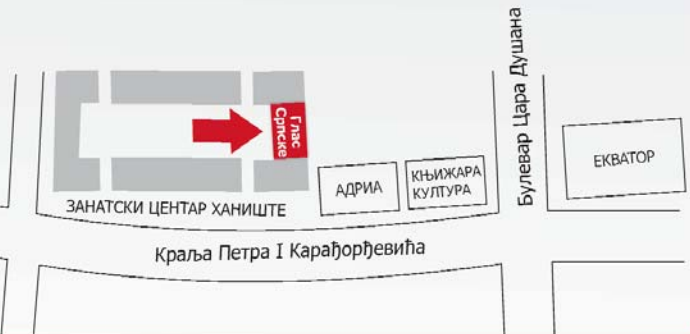 Булевар Цара Душана
Глас
Српске
ЕКВАТОР
АДРИА
КЊИЖАРА
КУЛТУРА
ЗАНАТСКИ ЦЕНТАР ХАНИШТЕ
Краља Петра I Карађорђевића